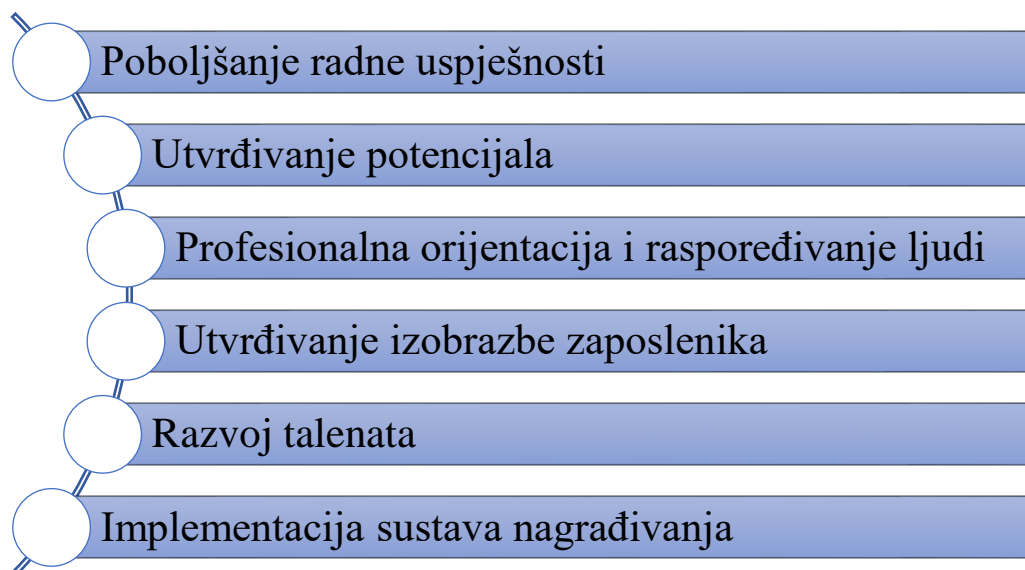 Poboljšanje radne uspješnosti
Utvrđivanje potencijala
Profesionalna orijentacija i raspoređivanje ljudi
Utvrđivanje izobrazbe zaposlenika
Razvoj talenata
Implementacija sustava nagrađivanja